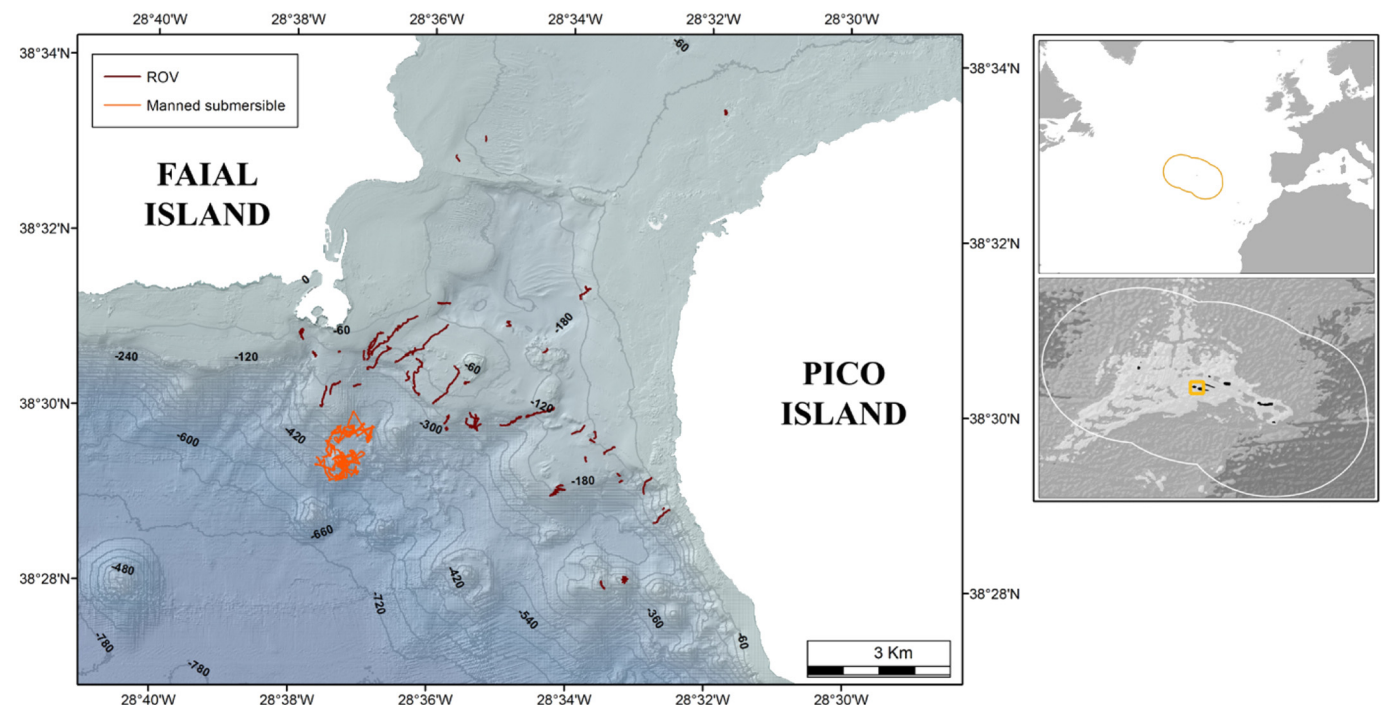 28°40'W 28°38'W 28°36'W 28°34'W 28°32'W 28°30'W
38°34'N
ROV
Manned submersible
-60
38°34'N
FAIAL
ISLAND
38°32'N
38°32'N
0
-60
-180
-240
-120
-60
PICO
ISLAND
38°30'N
-120
-300
38°30'N
-420
-600
-180
-660
38°28'N
-480
-420
38°28'N
-720
-540
-360
-60
-780
-780
3 Km
28°40'W 28°38'W 28°36'W 28°34'W 28°32'W 28°30'W